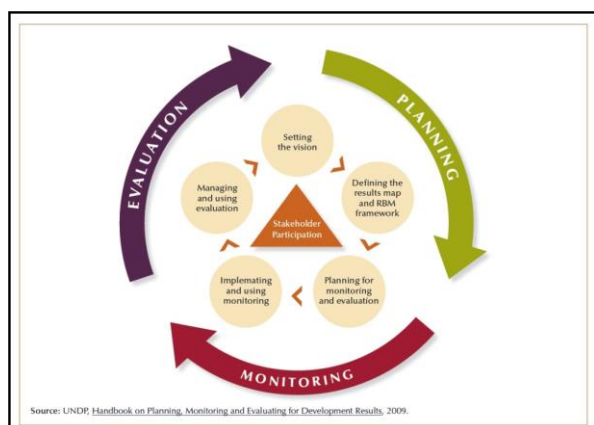 EVALUATION
PLANNING
MONITORING
Setting
the vision
Defining the
results map
and RBM
framework
Planning for
monitoring
and evaluation
Implemating
and using
monitoring
Managing
and using
evaluation
Stakeholder
Participation
Source: UNDP, Handbook on Planning, Monitoring and Evaluating for Development Results, 2009.